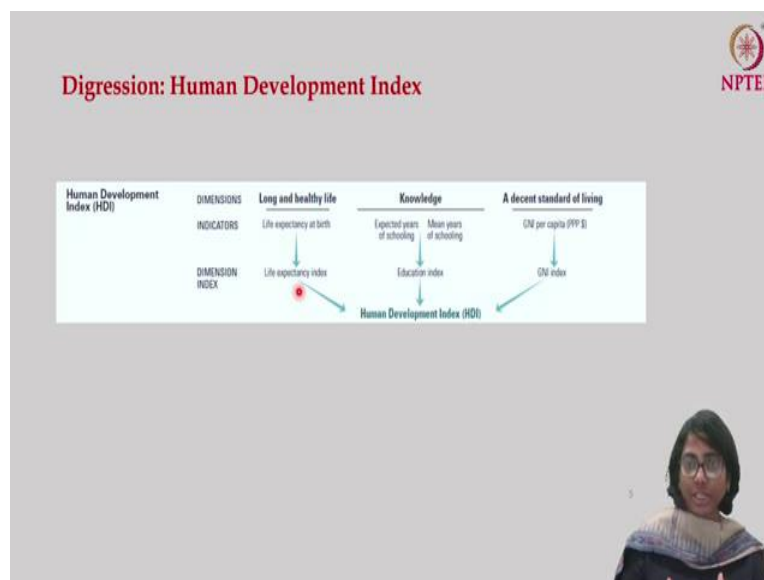 Digression: Human Development Index
NPTE
Human Development
Index (HDI)
DIMENSIONS
Long and healthy life
Knowledge
A decent standard of living
INDICATORS
Life expectancy at birth
Expected years
of schooling
Mean years
of schooling
GNI per capita (PPP $)
DIMENSION
INDEX
Life expectancy index
Education index
GNI index
Human Development Index (HDI)
5